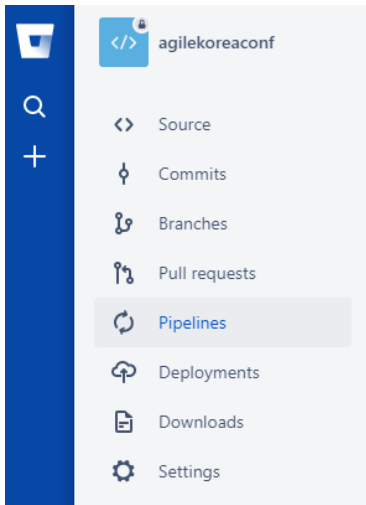 agilekoreaconf
Source
Commits
Branches
Pull requests
Pipelines
Deployments
Downloads
Settings